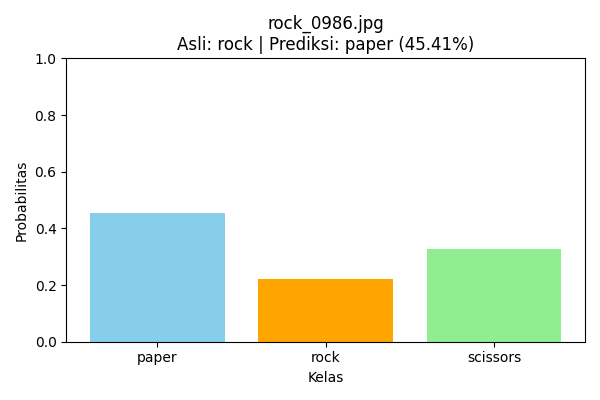 rock_0986.jpg
Asli: rock | Prediksi: paper (45.41%)
1.0
0.8
0.6
0.4
0.2
0.0
Probabilitas
paper rock scissors
Kelas